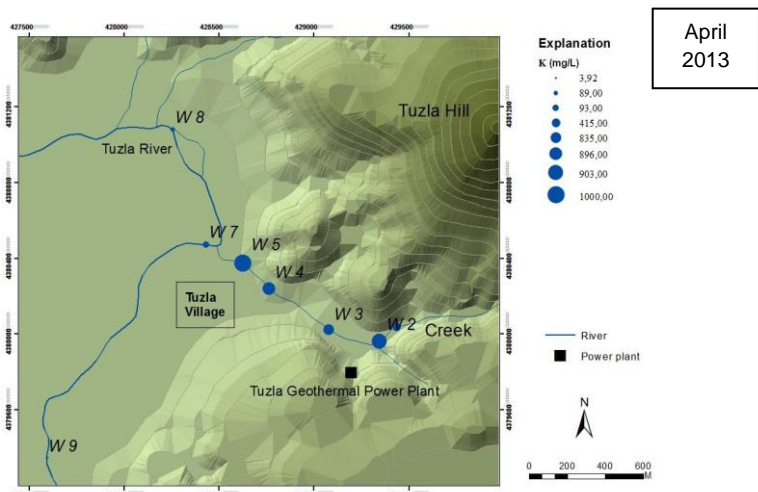 427500 428000 428500 429000 429500
April
2013
Explanation
K (mg/L)
3,92
89,00
93,00
415,00
835,00
896,00
903,00
1000,00
Tuzla Hill
W 8
Tuzla River
W 7
W 5
W 4
Tuzla
Village
W 3
W 2
Creek
Tuzla Geothermal Power Plant
W 9
River
Power plant
N
0 200 400 600
M